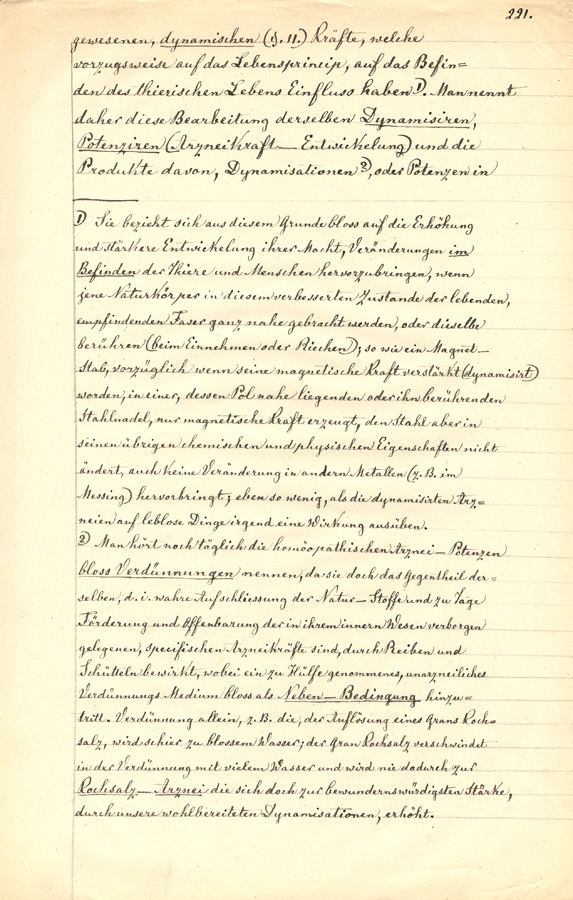 221.
gewesenen, dynamischen (§. 11.) Kräfte, welche
vorzugsweise auf das Lebensprincip, auf das Befin=
den des thierischen Lebens Einfluss haben 1). Man nennt
daher diese Bearbeitung derselben Dynamisiren,
Potenziren (Arzneikraft—Entwickelung) und die
Produkte davon, Dynamisationen 2), oder Potenzen in
1) Sie bezieht sich aus diesem Grunde bloss auf die Erhöhung
und stärkere Entwickelung ihrer Macht, Veränderungen im
Befinden der Thiere und Menschen hervorzubringen, wenn
jene Naturkörper in diesem verbesserten Zustande der lebenden,
empfindenden Faser ganz nahe gebracht werden, oder dieselbe
berühren (beim Einnehmen oder Riechen); so wie ein Magnet—
Stab, vorzüglich wenn seine magnetische Kraft verstärkt (dynamisirt)
worden, in einer, dessen Pol nahe liegenden oder ihn berührenden
Stahlnadel, nur magnetische Kraft erzeugt, den Stahl aber in
seinen übrigen chemischen und physischen Eigenschaften nicht
ändert, auch keine Veränderung in andern Metallen (z. B. im
Messing) hervorbringt; eben so wenig, als die dynamisirten Arz=
neien auf leblose Dinge irgend eine Wirkung ausüben.
2) Man hört noch täglich die homöopathischen Arznei—Potenzen
bloss Verdünnungen nennen, da sie doch das Gegentheil der=
selben, d. i. wahre Aufschliessung der Natur—Stoffe und zu Tage
Förderung und Offenbarung der in ihrem innern Wesen verborgen
gelegenen, specifischen Arzneikräfte sind, durch Reiben und
Schütteln bewirkt, wobei ein zu Hülfe genommenes, unarzneiliches
Verdünnungs Medium bloss als Neben—Bedingung hinzu=
tritt. Verdünnung allein, z. B. die, der Auflösung eines Grans Koch=
salz, wird schier zu blossem Wasser; der Gran Kochsalz verschwindet
in der Verdünnung mit vielem Wasser und wird nie dadurch zur
Kochsalz—Arznei die sich doch zur bewundernswürdigsten Stärke,
durch unsere wohlbereiteten Dynamisationen, erhöht.